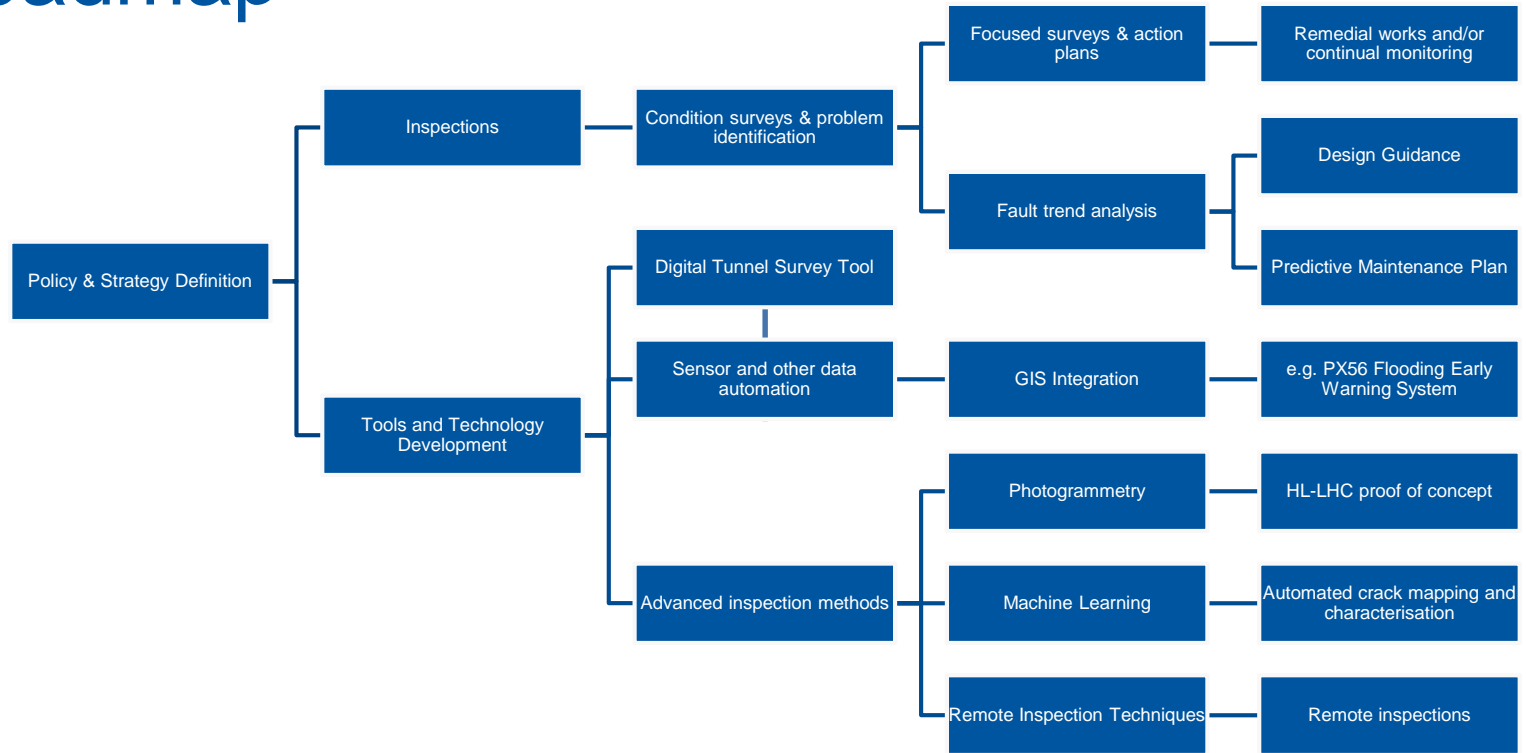 Focused surveys & action
plans
Remedial works and/or
continual monitoring
Inspections
Condition surveys & problem
identification
Design Guidance
Fault trend analysis
Policy & Strategy Definition
Digital Tunnel Survey Tool
Predictive Maintenance Plan
Sensor and other data
automation
GIS Integration
e.g. PX56 Flooding Early
Warning System
Tools and Technology
Development
Photogrammetry
HL-LHC proof of concept
Advanced inspection methods
Machine Learning
Automated crack mapping and
characterisation
Remote Inspection Techniques
Remote inspections